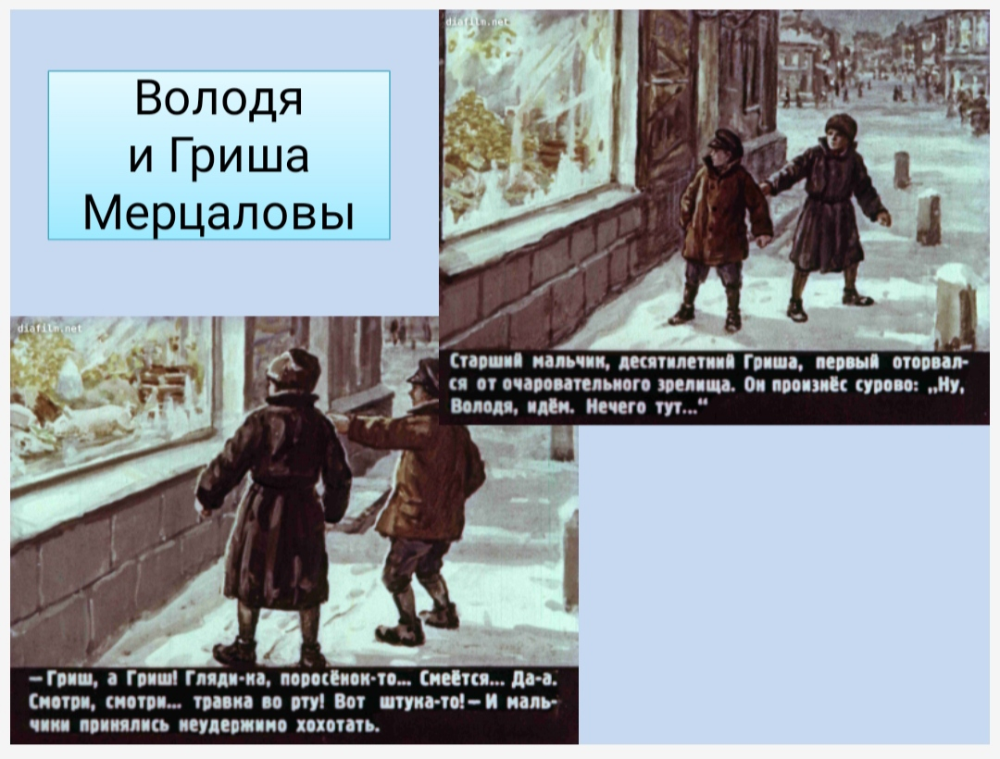 Володя
и Гриша
Мерцаловы
diafilm.net
Старший мальчик, десятилетний Гриша, первый оторвал-
ся от очаровательного зрелища. Он произнёс сурово: „Ну,
Володя, идём. Нечего тут...“
diafilm.net
— Гриш, а Гриш! Гляди-ка, поросёнок-то... Смеётся... Да-а.
Смотри, смотри... травка во рту! Вот штука-то! — И маль-
чики принялись неудержимо хохотать.